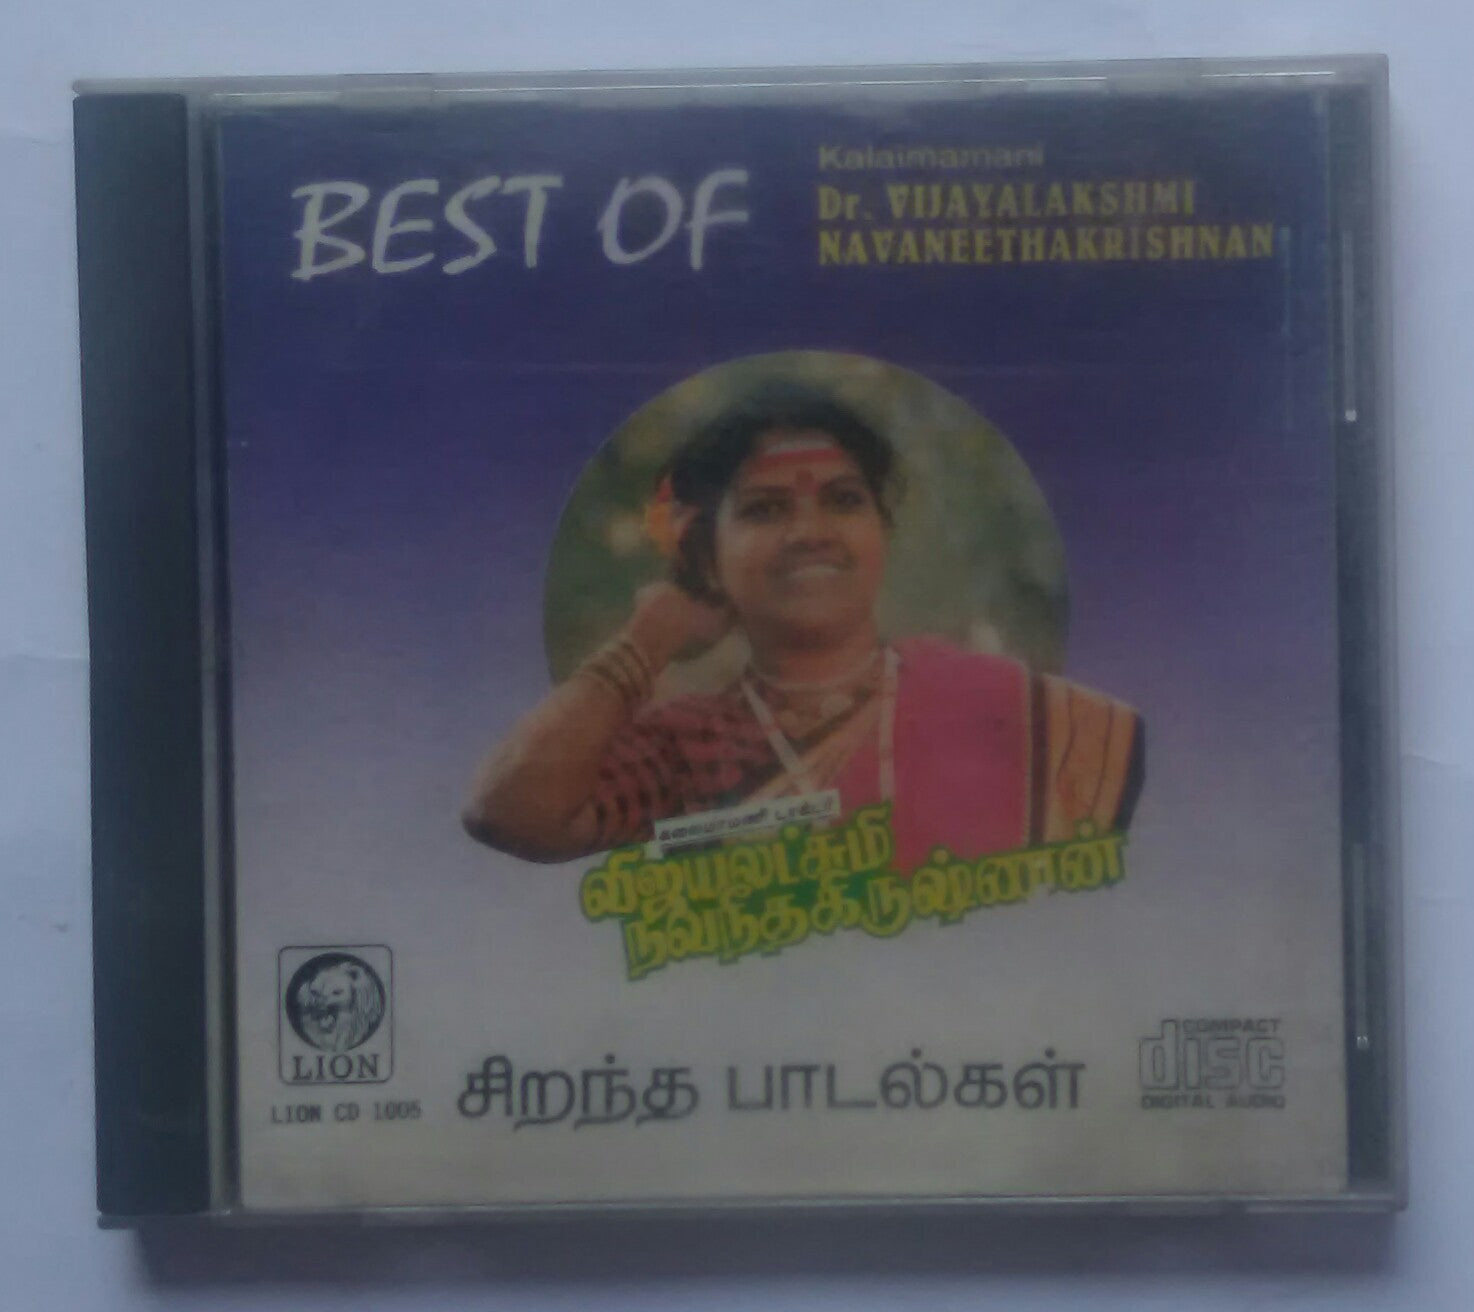 BEST OF
Kalaimamani
Dr. VIJAYALAKSHMI
NAVANEETHAKRISHNAN
கலைமாமணி டாக்டர்
விஜயலட்சுமி
நவநீதகிருஷ்ணன்
LION
LION CD 1005
சிறந்த பாடல்கள்
COMPACT
disc
DIGITAL AUDIO